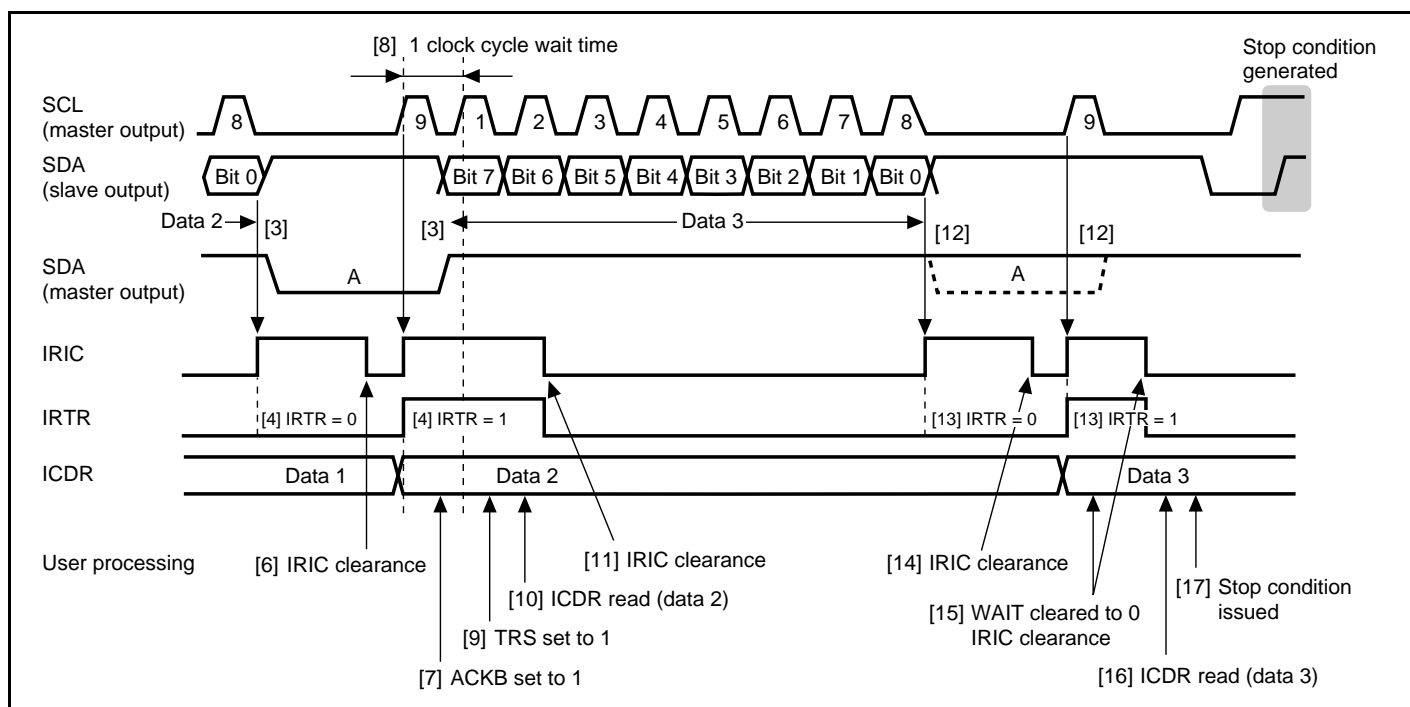 [8] 1 clock cycle wait time
Stop condition
generated
SCL
(master output)
8 9 1 2 3 4 5 6 7 8 9
SDA
(slave output)
Bit 0 Bit 7 Bit 6 Bit 5 Bit 4 Bit 3 Bit 2 Bit 1 Bit 0
Data 2 [3] [3] Data 3 [12] [12]
SDA
(master output)
A A
IRIC
IRTR
[4] IRTR = 0 [4] IRTR = 1 [13] IRTR = 0 [13] IRTR = 1
ICDR
Data 1 Data 2 Data 3
User processing
[6] IRIC clearance
[11] IRIC clearance
[14] IRIC clearance
[10] ICDR read (data 2)
[17] Stop condition
issued
[15] WAIT cleared to 0
IRIC clearance
[9] TRS set to 1
[7] ACKB set to 1
[16] ICDR read (data 3)